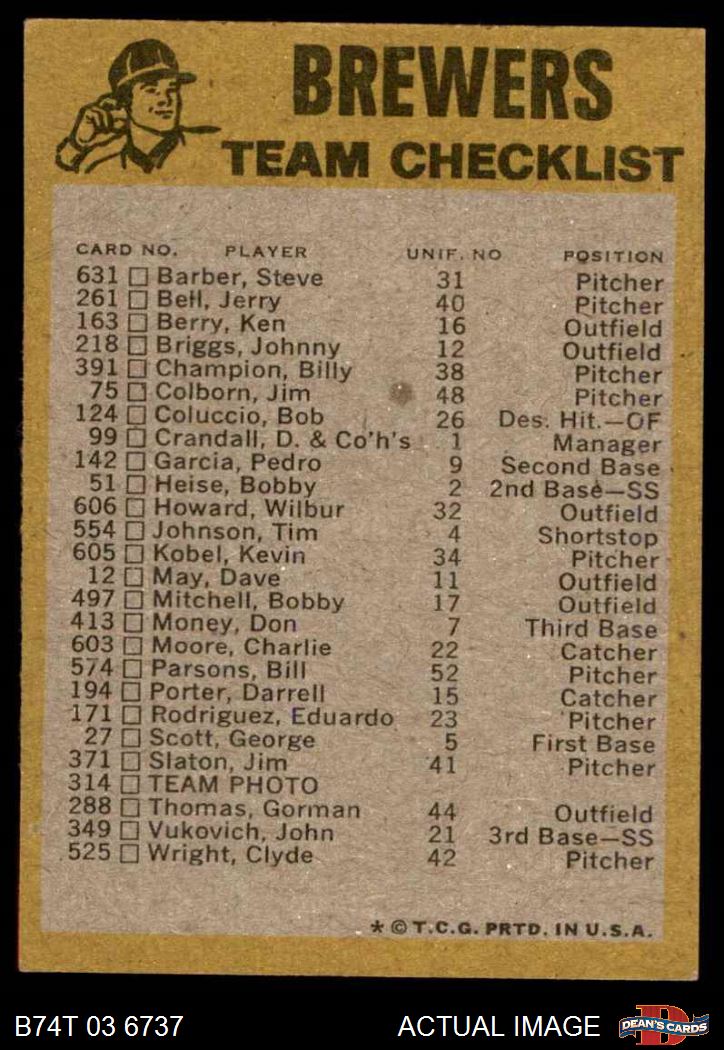 BREWERS
TEAM CHECKLIST
CARD NO. PLAYER UNIF. NO POSITION
631 □ Barber, Steve 31 Pitcher
261 □ Bell, Jerry 40 Pitcher
163 □ Berry, Ken 16 Outfield
218 □ Briggs, Johnny 12 Outfield
391 □ Champion, Billy 38 Pitcher
75 □ Colborn, Jim 48 Pitcher
124 □ Coluccio, Bob 26 Des. Hit.—OF
99 □ Crandall, D. & Co'h's 1 Manager
142 □ Garcia, Pedro 9 Second Base
51 □ Heise, Bobby 2 2nd Base—SS
606 □ Howard, Wilbur 32 Outfield
554 □ Johnson, Tim 4 Shortstop
605 □ Kobel, Kevin 34 Pitcher
12 □ May, Dave 11 Outfield
497 □ Mitchell, Bobby 17 Outfield
413 □ Money, Don 7 Third Base
603 □ Moore, Charlie 22 Catcher
574 □ Parsons, Bill 52 Pitcher
194 □ Porter, Darrell 15 Catcher
171 □ Rodriguez, Eduardo 23 Pitcher
27 □ Scott, George 5 First Base
371 □ Slaton, Jim 41 Pitcher
314 □ TEAM PHOTO
288 □ Thomas, Gorman 44 Outfield
349 □ Vukovich, John 21 3rd Base—SS
525 □ Wright, Clyde 42 Pitcher
* © T.C.G. PRTD. IN U.S.A.
B74T 03 6737 ACTUAL IMAGE DEAN'S CARDS